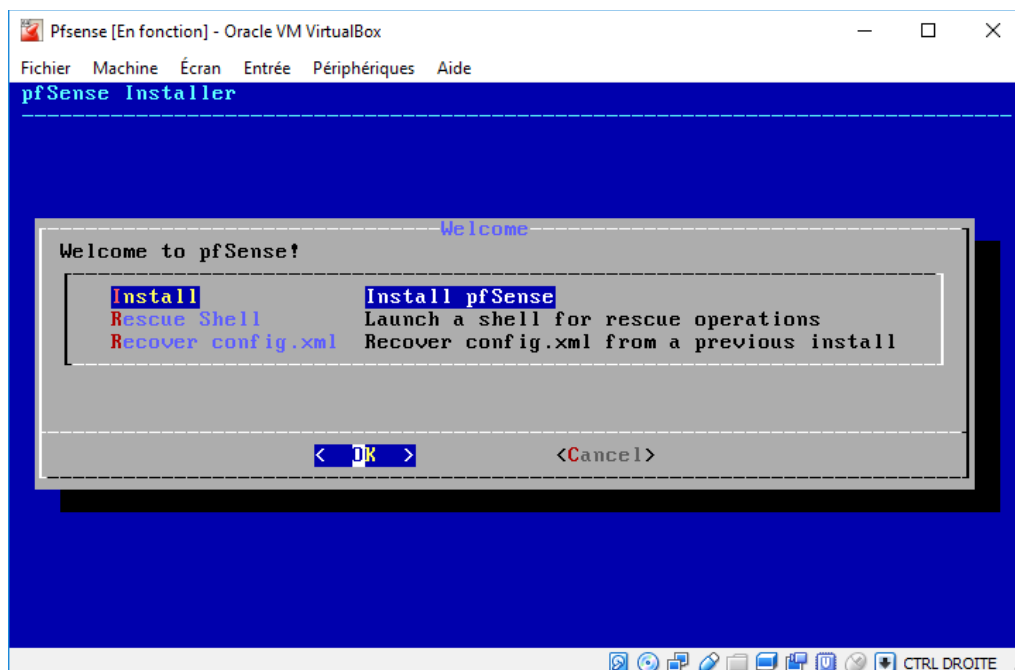 Pfsense [En fonction] - Oracle VM VirtualBox
Fichier Machine Écran Entrée Périphériques Aide
pfSense Installer
Welcome
Welcome to pfSense!
Install Install pfSense
Rescue Shell Launch a shell for rescue operations
Recover config.xml Recover config.xml from a previous install
< OK > <Cancel>
CTRL DROITE